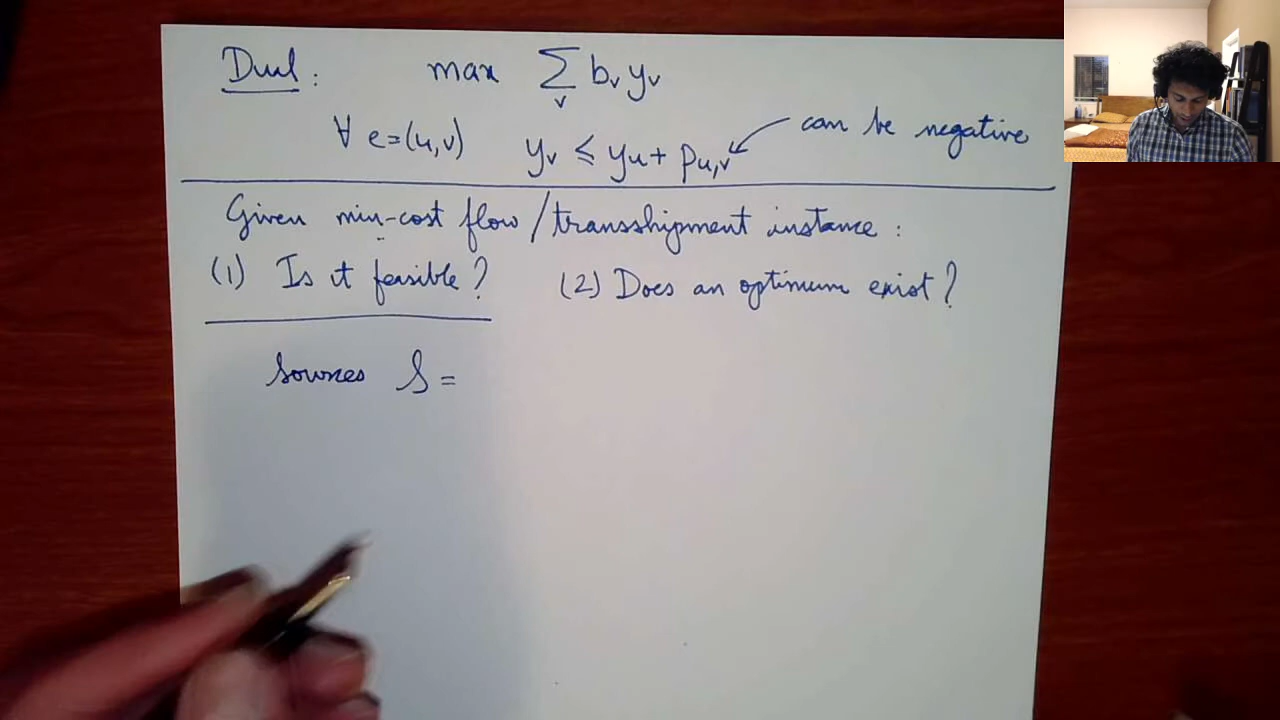 Dual : max ∑_v b_v y_v
∀ e=(u,v) y_v ≤ y_u + p_{u,v} can be negative
Given min-cost flow / transshipment instance :
(1) Is it feasible ? (2) Does an optimum exist ?
Sources S =